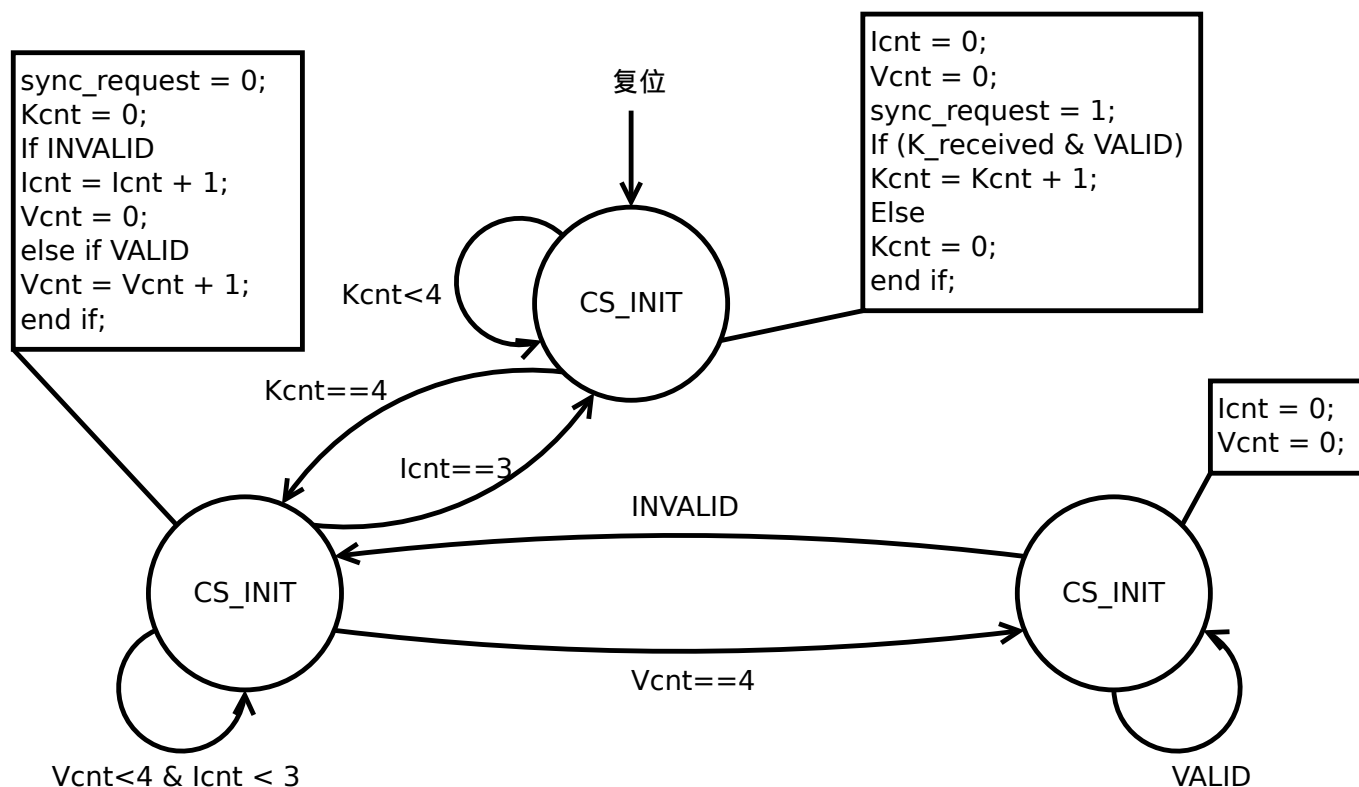 sync_request = 0;
Kcnt = 0;
If INVALID
Icnt = Icnt + 1;
Vcnt = 0;
else if VALID
Vcnt = Vcnt + 1;
end if;
复位
Icnt = 0;
Vcnt = 0;
sync_request = 1;
If (K_received & VALID)
Kcnt = Kcnt + 1;
Else
Kcnt = 0;
end if;
Kcnt<4
CS_INIT
Kcnt==4
Icnt==3
Icnt = 0;
Vcnt = 0;
INVALID
CS_INIT
CS_INIT
Vcnt==4
Vcnt<4 & Icnt < 3
VALID